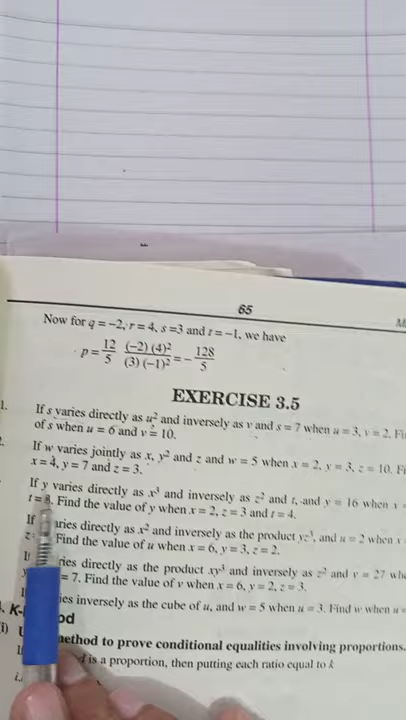 65
Now for q = −2, r = 4, s = 3 and t = −1, we have
p = 12/5 (−2)(4)²/(3)(−1)² = − 128/5
EXERCISE 3.5
1. If s varies directly as u² and inversely as v and s = 7 when u = 3, v = 2.
of s when u = 6 and v = 10.
If w varies jointly as x, y² and z and w = 5 when x = 2, y = 3, z = 10.
x = 4, y = 7 and z = 3.
If y varies directly as x³ and inversely as z² and t, and y = 16 when x
t = 8. Find the value of y when x = 2, z = 3 and t = 4.
If aries directly as x² and inversely as the product yz³, and u = 2 when
Find the value of u when x = 6, y = 3, z = 2.
ries directly as the product xy³ and inversely as z² and v = 27
= 7. Find the value of v when x = 6, y = 2, z = 3.
ies inversely as the cube of u, and w = 5 when u = 3. Find w when u =
K- od
(i) ethod to prove conditional equalities involving proportions.
is a proportion, then putting each ratio equal to k